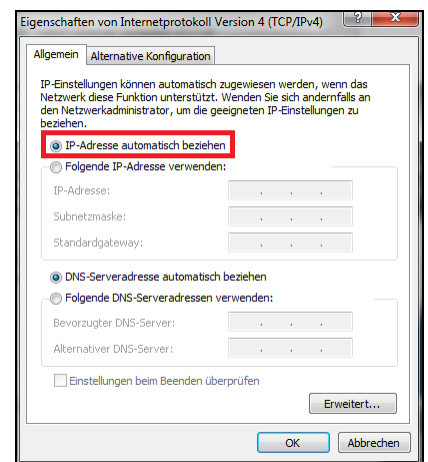 Eigenschaften von Internetprotokoll Version 4 (TCP/IPv4)
Allgemein
Alternative Konfiguration
IP-Einstellungen können automatisch zugewiesen werden, wenn das
Netzwerk diese Funktion unterstützt. Wenden Sie sich andernfalls an
den Netzwerkadministrator, um die geeigneten IP-Einstellungen zu
beziehen.
IP-Adresse automatisch beziehen
Folgende IP-Adresse verwenden:
IP-Adresse:
Subnetzmaske:
Standardgateway:
DNS-Serveradresse automatisch beziehen
Folgende DNS-Serveradressen verwenden:
Bevorzugter DNS-Server:
Alternativer DNS-Server:
Einstellungen beim Beenden überprüfen
Erweitert...
OK
Abbrechen